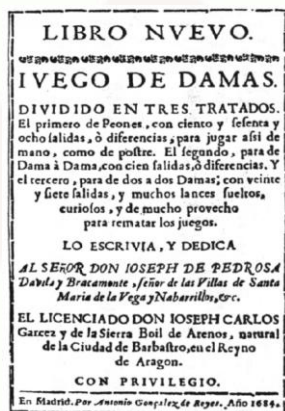 LIBRO NVEVO.
IVEGO DE DAMAS.
DIVIDIDO EN TRES TRATADOS.
El primero de Peones, con ciento y sesenta y
ocho salidas, ò diferencias, para jugar assi de
mano, como de postre. El segundo, para de
Dama à Dama, con cien salidas, ò diferencias. Y
el tercero, para de dos a dos Damas; con veinte
y siete salidas, y muchos lances sueltos,
curiosos, y de mucho provecho
para rematar los juegos.
LO ESCRIVIA, Y DEDICA
AL SEÑOR DON IOSEPH DE PEDROSA
Davila y Bracamonte, señor de las Villas de Santa
Maria de la Vega y Nabarrillos, &c.
EL LICENCIADO DON IOSEPH CARLOS
Garcez y de la Sierra Boil de Arenos, natural
de la Ciudad de Barbastro, en el Reyno
de Aragon.
CON PRIVILEGIO.
En Madrid. Por Antonio Gonçalez de Reyes. Año 1684.